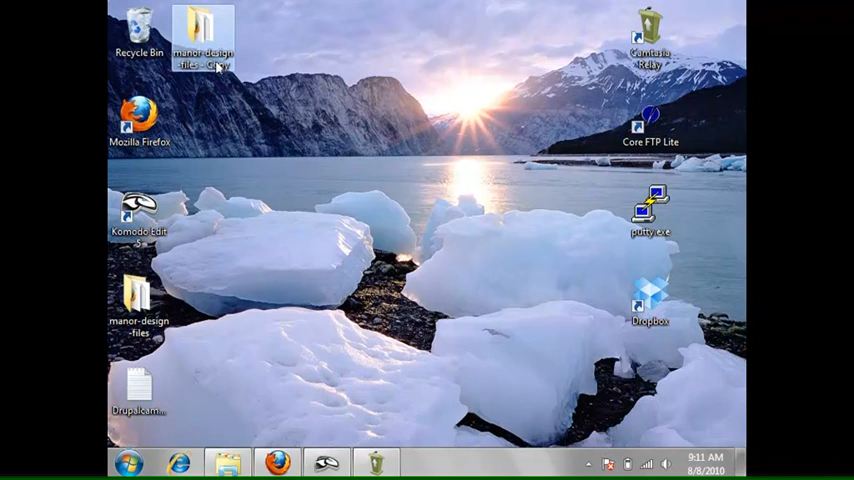 Recycle Bin
manor-design
-files - Copy
Camtasia
Relay
Mozilla Firefox
Core FTP Lite
Komodo Edit
5
putty.exe
manor-design
-files
Dropbox
Drupalcam...
9:11 AM
8/8/2010